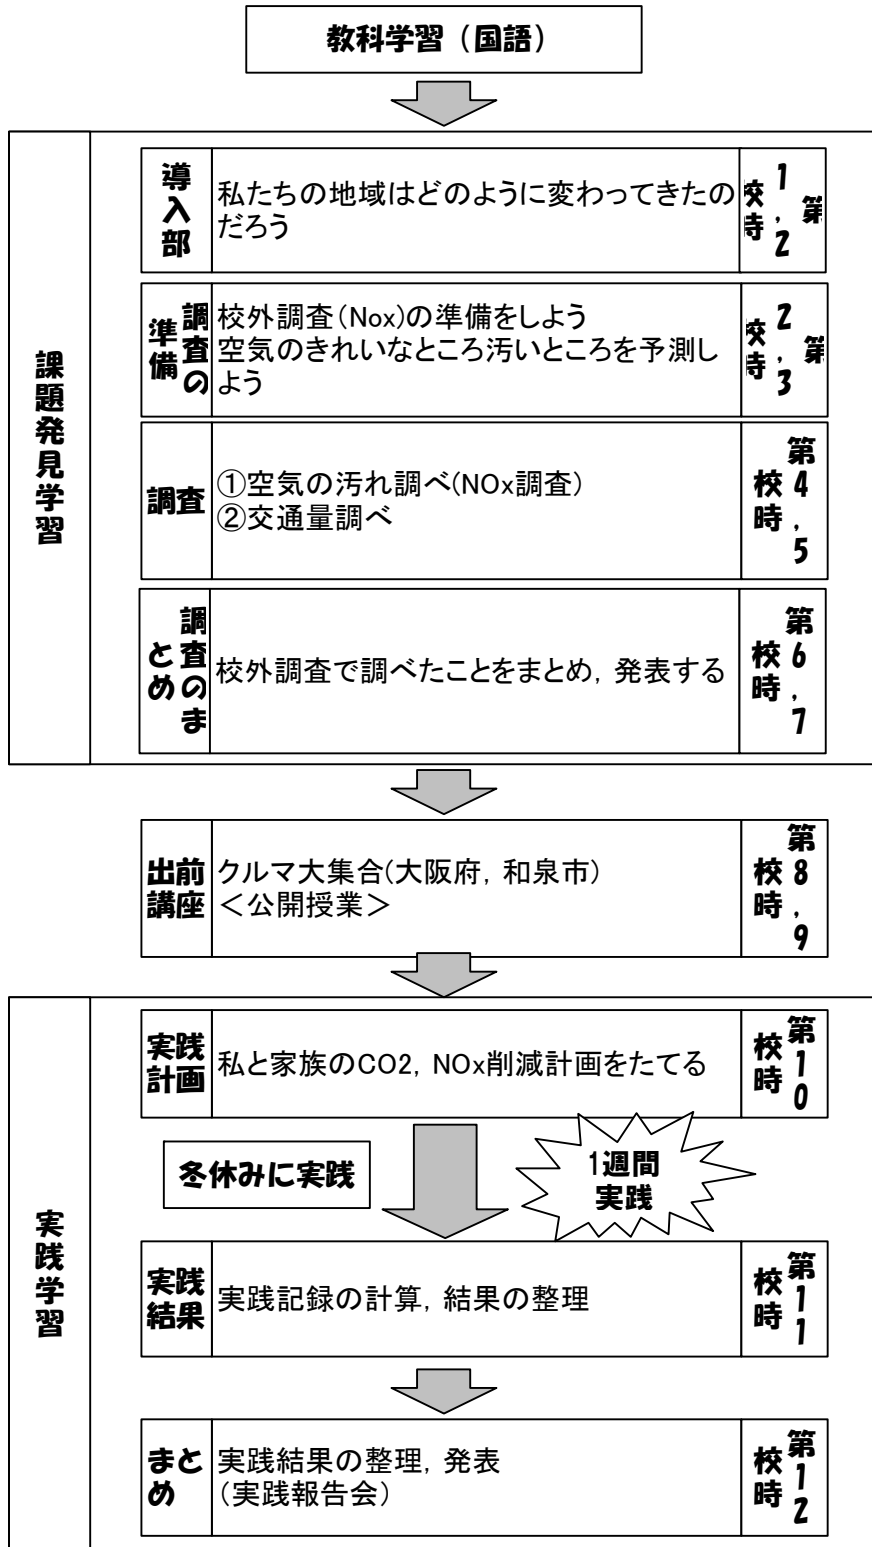 教科学習（国語）
課題発見学習
導入部
私たちの地域はどのように変わってきたの
だろう
第1,2校時
調査の準備
校外調査（Nox）の準備をしよう
空気のきれいなところ汚いところを予測し
よう
第2,3校時
調査
①空気の汚れ調べ(NOx調査）
②交通量調べ
第4,5校時
調査のまとめ
校外調査で調べたことをまとめ，発表する
第6,7校時
出前講座
クルマ大集合(大阪府，和泉市）
＜公開授業＞
第8,9校時
実践学習
実践計画
私と家族のCO2，NOx削減計画をたてる
第10校時
冬休みに実践
1週間
実践
実践結果
実践記録の計算，結果の整理
第11校時
まとめ
実践結果の整理，発表
（実践報告会）
第12校時